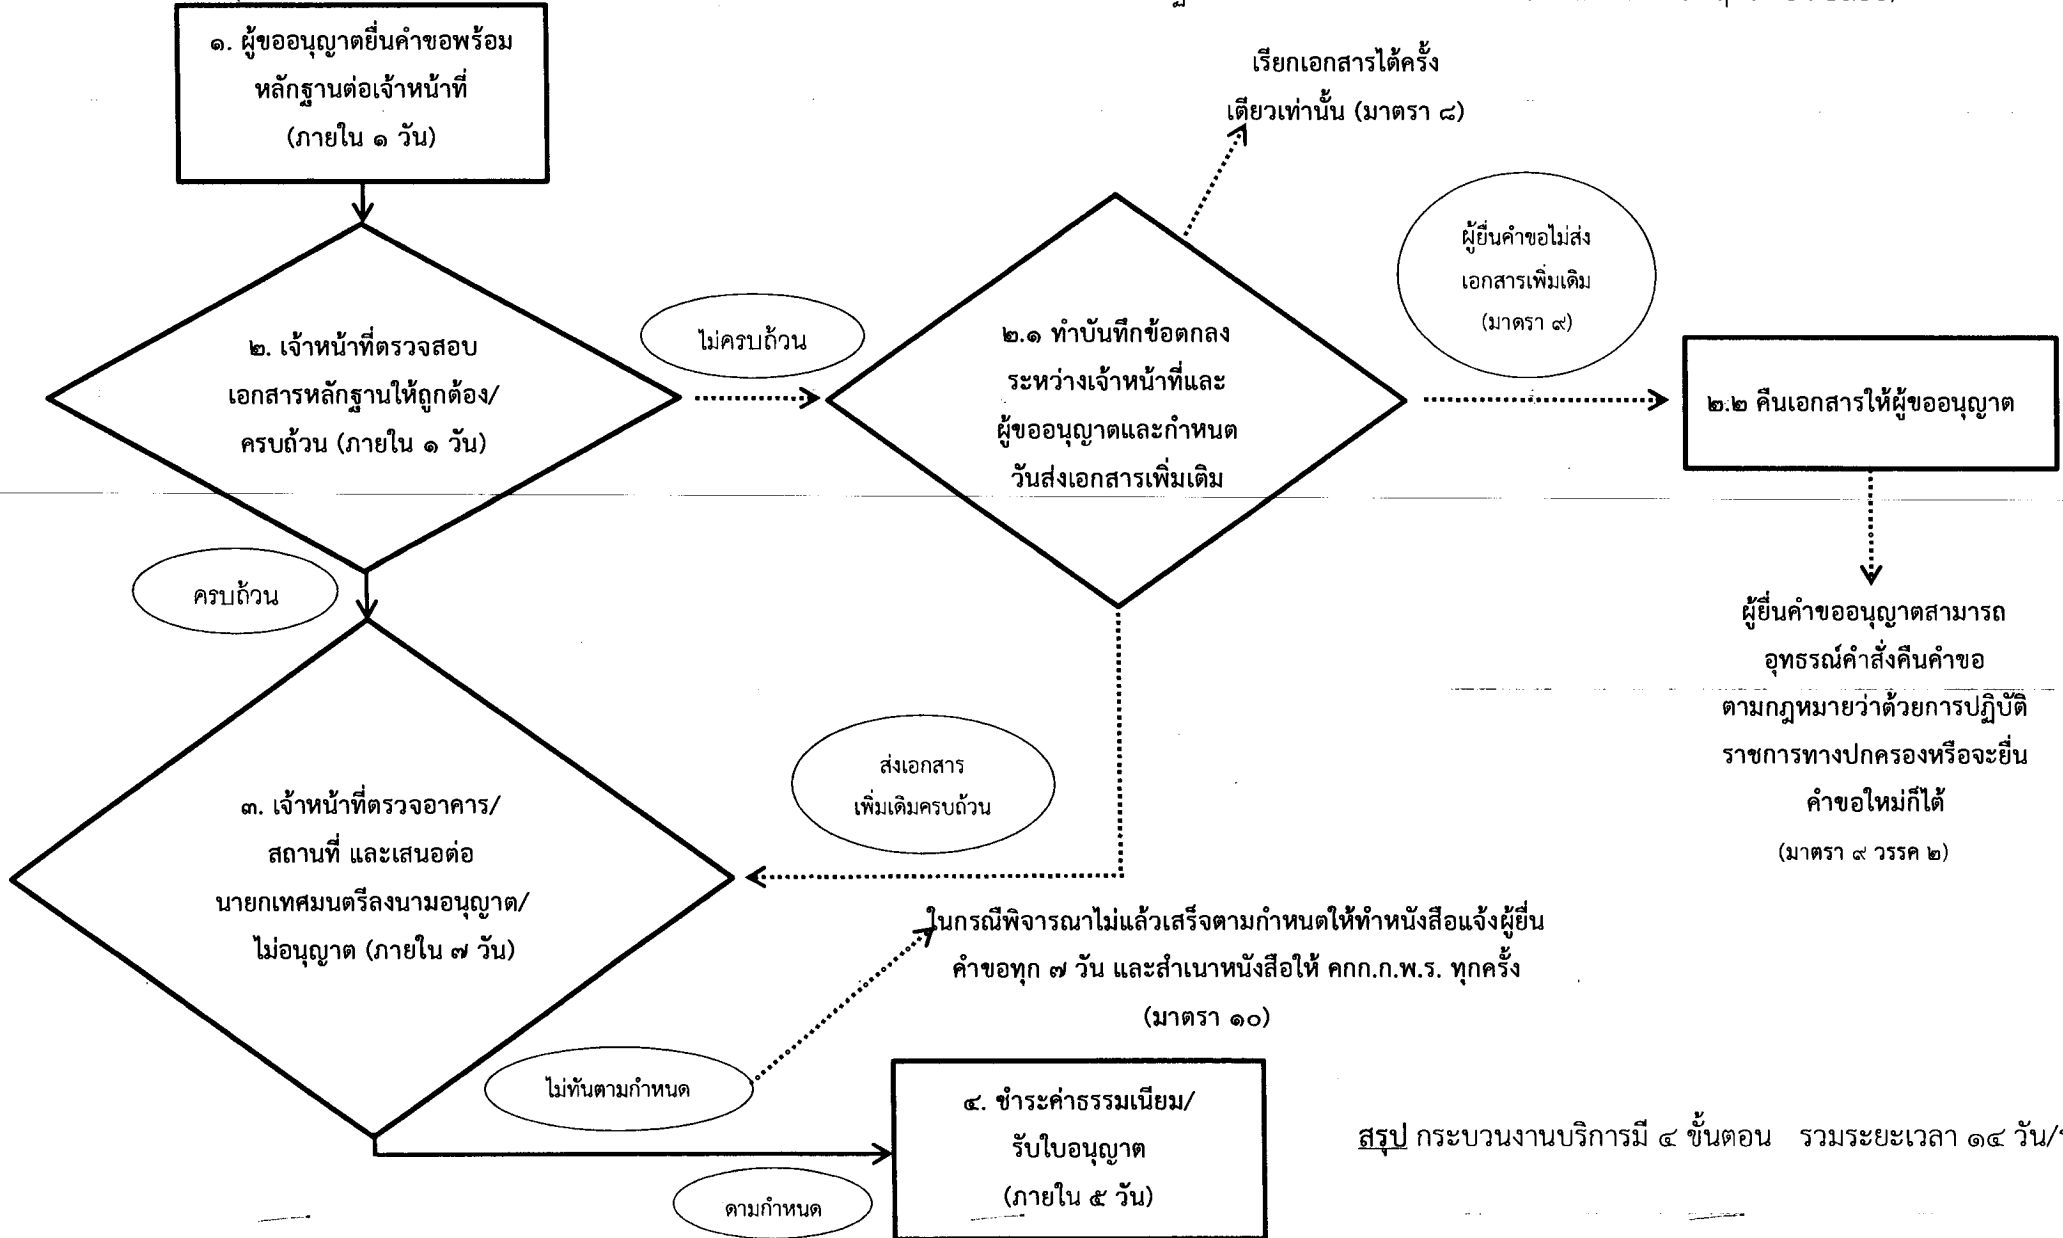 ๑. ผู้ขออนุญาตยื่นคำขอพร้อม
หลักฐานต่อเจ้าหน้าที่
(ภายใน ๑ วัน)
เรียกเอกสารได้ครั้ง
เดียวเท่านั้น (มาตรา ๘)
๒. เจ้าหน้าที่ตรวจสอบ
เอกสารหลักฐานให้ถูกต้อง/
ครบถ้วน (ภายใน ๑ วัน)
ไม่ครบถ้วน
๒.๑ ทำบันทึกข้อตกลง
ระหว่างเจ้าหน้าที่และ
ผู้ขออนุญาตและกำหนด
วันส่งเอกสารเพิ่มเติม
ผู้ยื่นคำขอไม่ส่ง
เอกสารเพิ่มเติม
(มาตรา ๙)
๒.๒ คืนเอกสารให้ผู้ขออนุญาต
ผู้ยื่นคำขออนุญาตสามารถ
อุทธรณ์คำสั่งคืนคำขอ
ตามกฎหมายว่าด้วยการปฏิบัติ
ราชการทางปกครองหรือจะยื่น
คำขอใหม่ก็ได้
(มาตรา ๙ วรรค ๒)
ครบถ้วน
ส่งเอกสาร
เพิ่มเติมครบถ้วน
๓. เจ้าหน้าที่ตรวจอาคาร/
สถานที่ และเสนอต่อ
นายกเทศมนตรีลงนามอนุญาต/
ไม่อนุญาต (ภายใน ๗ วัน)
ในกรณีพิจารณาไม่แล้วเสร็จตามกำหนดให้ทำหนังสือแจ้งผู้ยื่น
คำขอทุก ๗ วัน และสำเนาหนังสือให้ คกก.ก.พ.ร. ทุกครั้ง
(มาตรา ๑๐)
ไม่ทันตามกำหนด
๔. ชำระค่าธรรมเนียม/
รับใบอนุญาต
(ภายใน ๕ วัน)
ตามกำหนด
สรุป กระบวนงานบริการมี ๔ ขั้นตอน รวมระยะเวลา ๑๔ วัน/